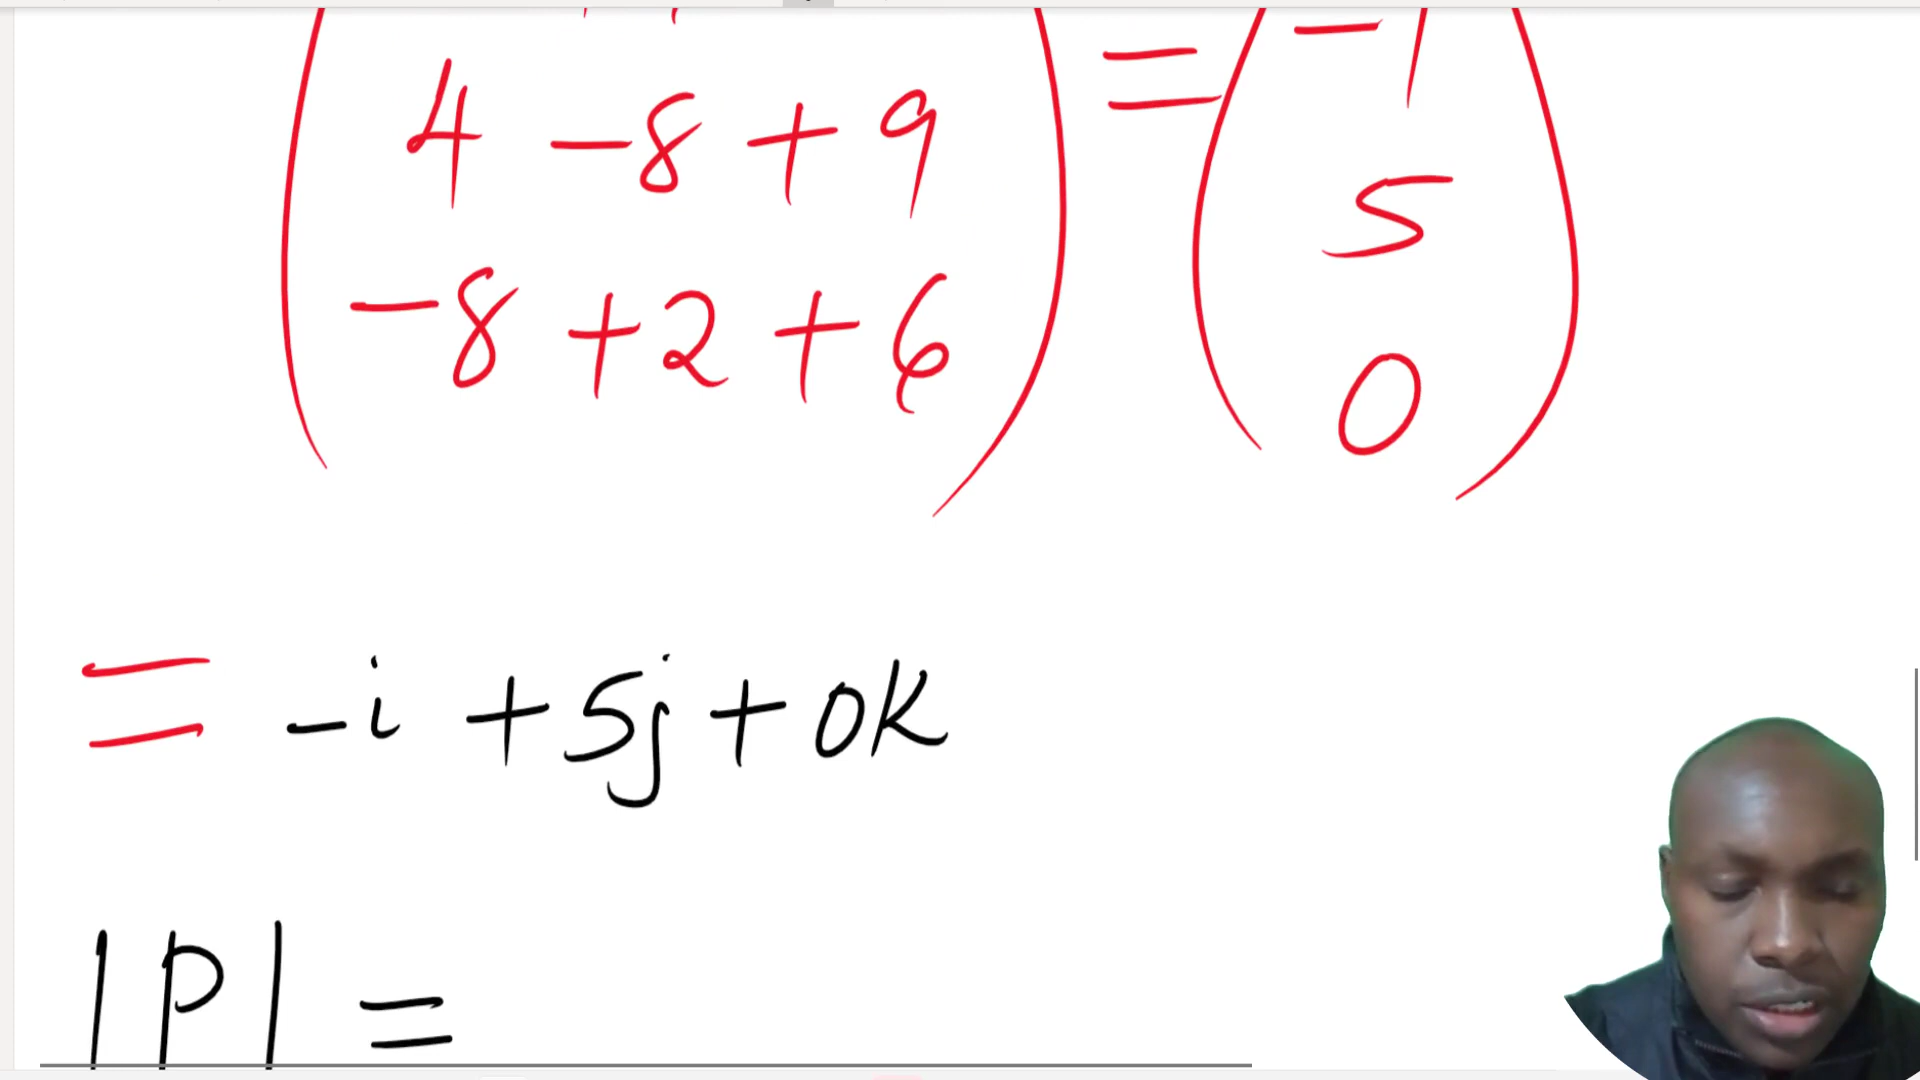 4 - 8 + 9
-8 + 2 + 6
=
-1
5
0
= -i + 5j + 0k
|P| =